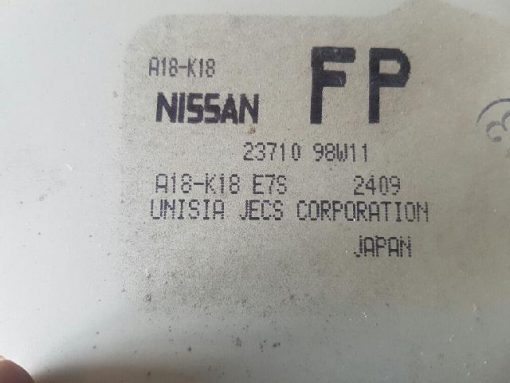 A18-K18
FP
NISSAN
23710 98W11
A18-K18 E7S 2409
UNISIA JECS CORPORATION
JAPAN